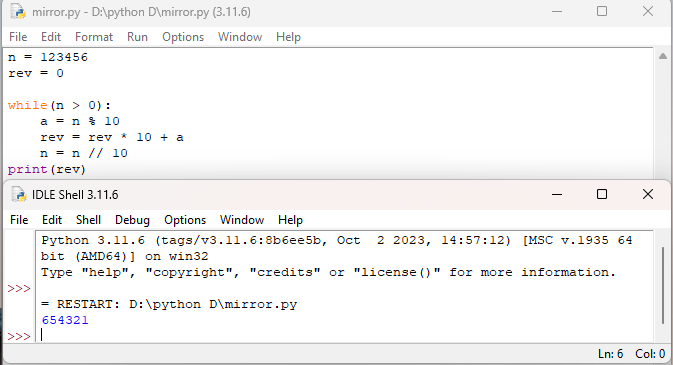 mirror.py - D:\python D\mirror.py (3.11.6)
File Edit Format Run Options Window Help
n = 123456
rev = 0
while(n > 0):
    a = n % 10
    rev = rev * 10 + a
    n = n // 10
print(rev)
IDLE Shell 3.11.6
File Edit Shell Debug Options Window Help
Python 3.11.6 (tags/v3.11.6:8b6ee5b, Oct  2 2023, 14:57:12) [MSC v.1935 64
bit (AMD64)] on win32
Type "help", "copyright", "credits" or "license()" for more information.
>>>
= RESTART: D:\python D\mirror.py
654321
>>>
Ln: 6 Col: 0